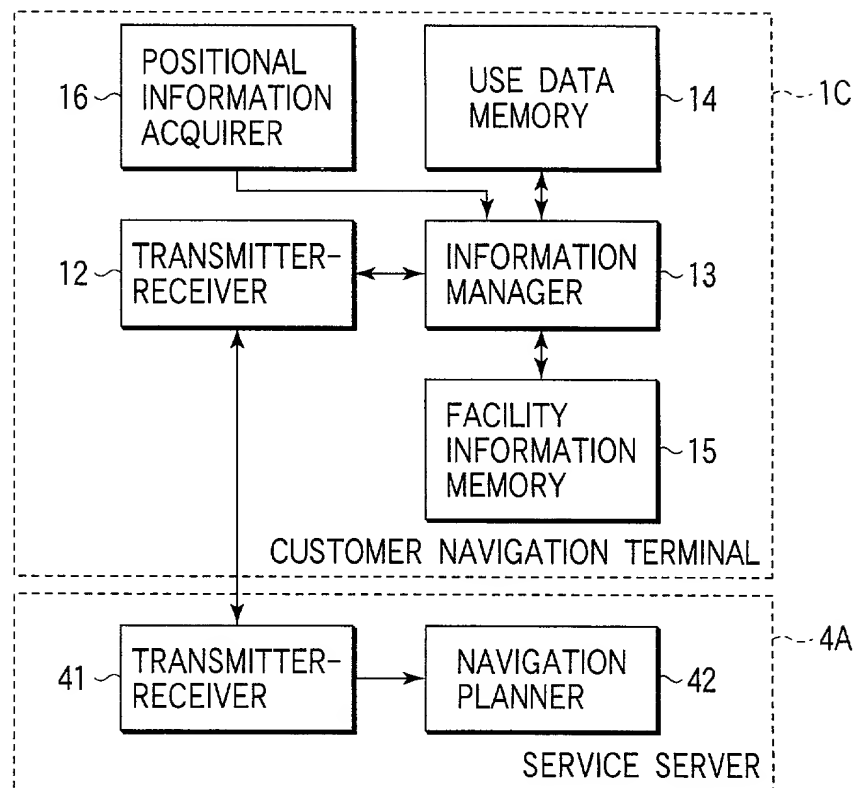 POSITIONAL
INFORMATION
ACQUIRER
16
USE DATA
MEMORY
14
1C
TRANSMITTER-
RECEIVER
12
INFORMATION
MANAGER
13
FACILITY
INFORMATION
MEMORY
15
CUSTOMER NAVIGATION TERMINAL
TRANSMITTER-
RECEIVER
41
NAVIGATION
PLANNER
42
4A
SERVICE SERVER